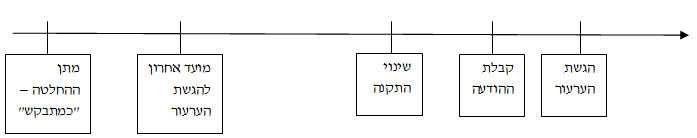 מתן
ההחלטה –
"כמתבקש"
מועד אחרון
להגשת
הערעור
שינוי
התקנה
קבלת
ההודעה
הגשת
הערעור